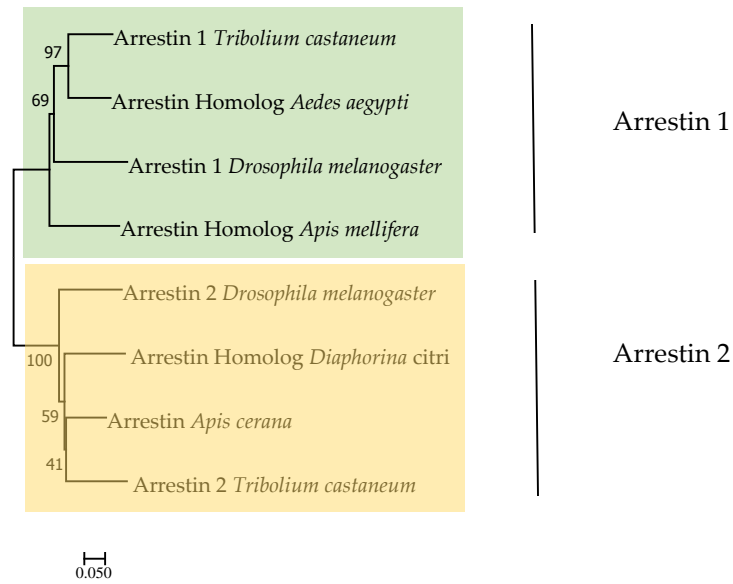 Arrestin 1 Tribolium castaneum
97
Arrestin Homolog Aedes aegypti
69
Arrestin 1
Arrestin 1 Drosophila melanogaster
Arrestin Homolog Apis mellifera
Arrestin 2 Drosophila melanogaster
Arrestin Homolog Diaphorina citri
Arrestin 2
100
59
Arrestin Apis cerana
41
Arrestin 2 Tribolium castaneum
0.050